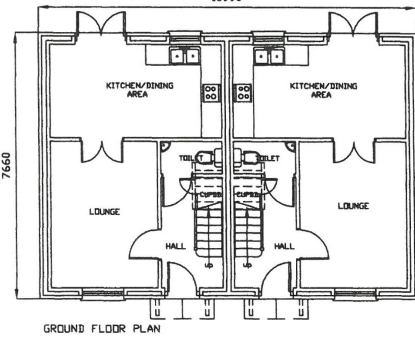 KITCHEN/DINING
AREA
KITCHEN/DINING
AREA
7660
TOILET
TOILET
CUPBD
CUPBD
LOUNGE
LOUNGE
HALL
HALL
UP
UP
GROUND FLOOR PLAN